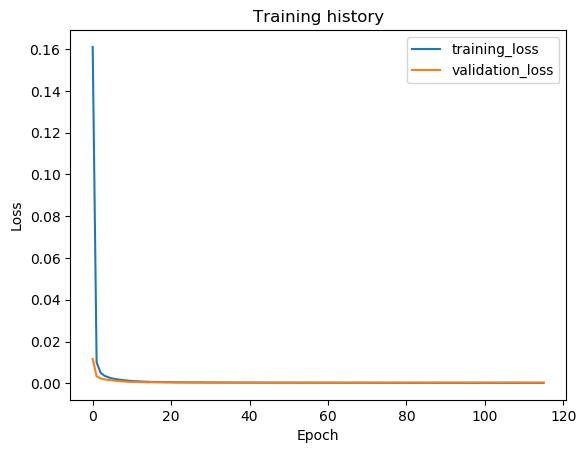 Training history
training_loss
validation_loss
0.16
0.14
0.12
0.10
0.08
0.06
0.04
0.02
0.00
Loss
0 20 40 60 80 100 120
Epoch